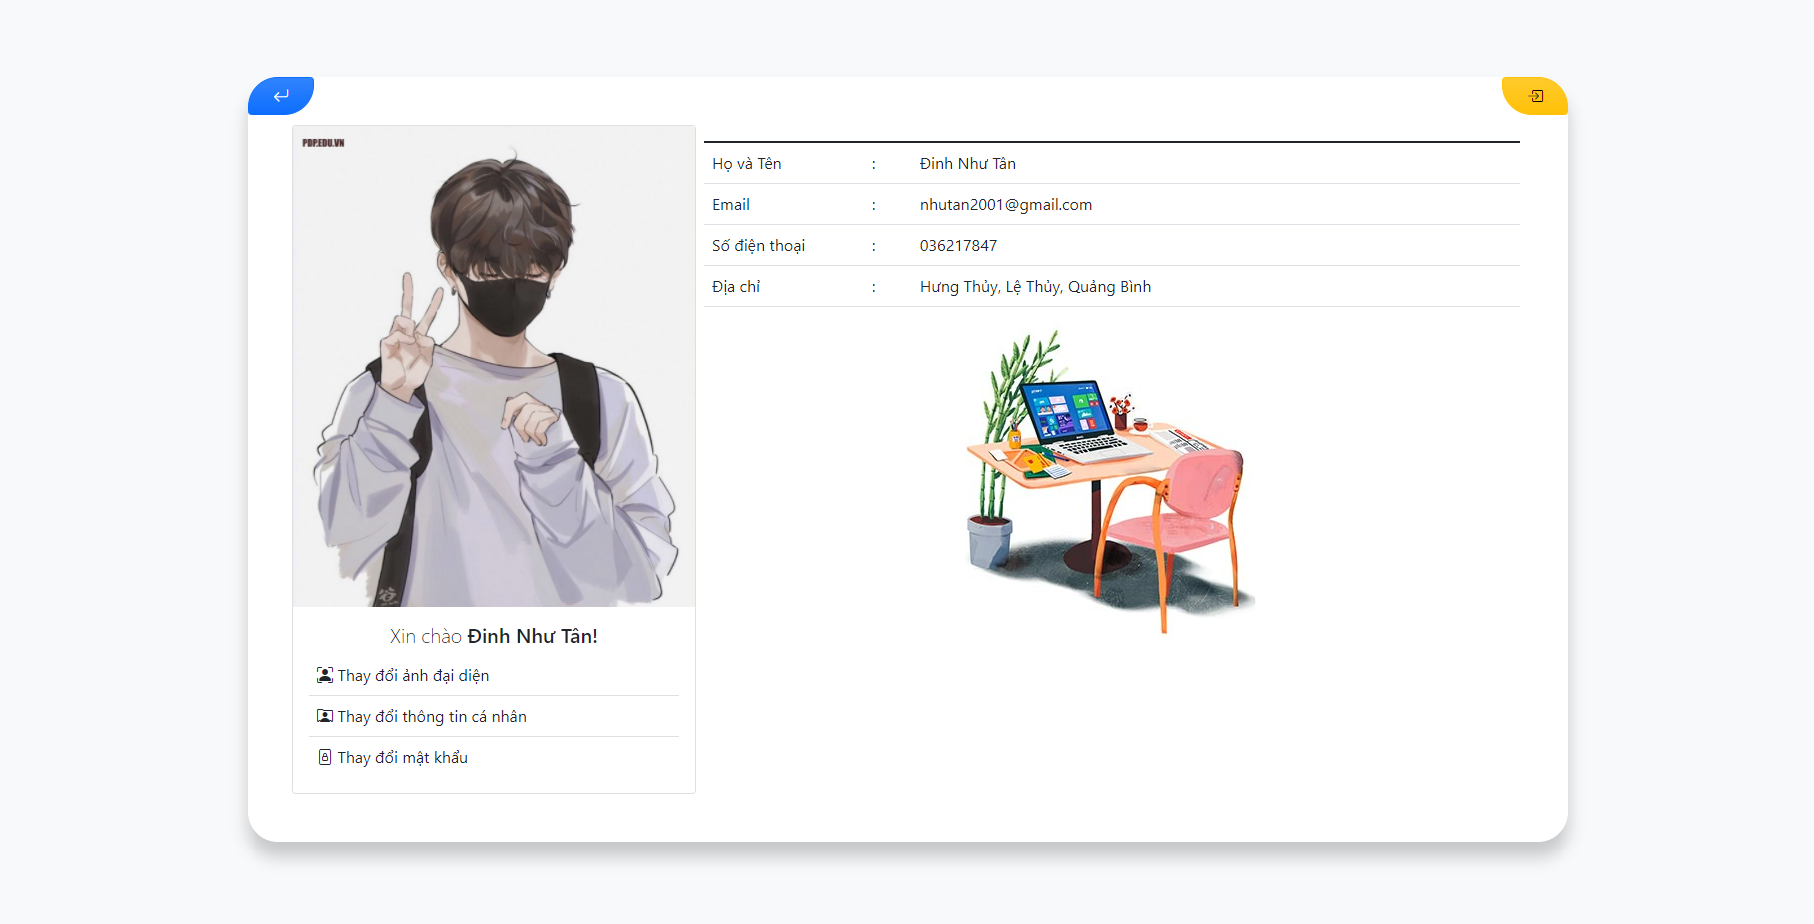 PDP.EDU.VN
Xin chào Đinh Như Tân!
Thay đổi ảnh đại diện
Thay đổi thông tin cá nhân
Thay đổi mật khẩu
Họ và Tên : Đinh Như Tân
Email : nhutan2001@gmail.com
Số điện thoại : 036217847
Địa chỉ : Hưng Thủy, Lệ Thủy, Quảng Bình